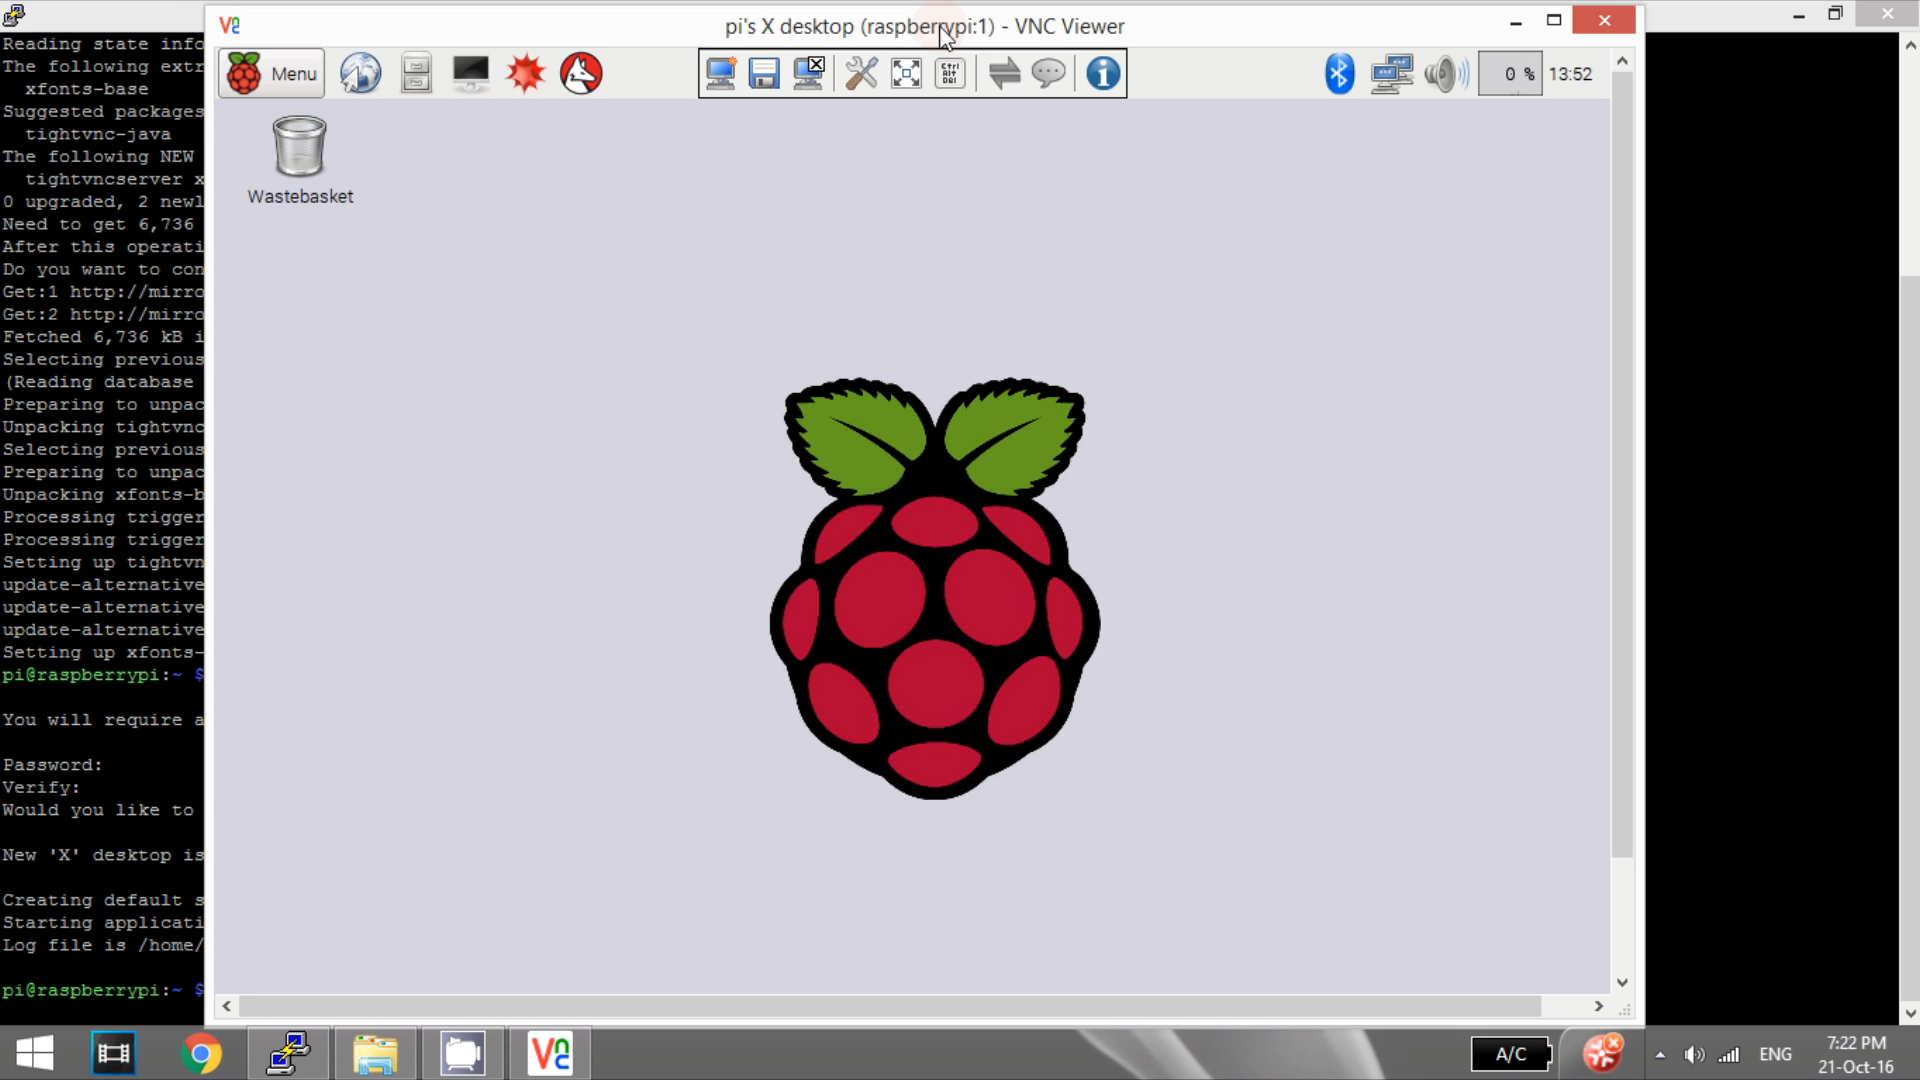 pi's X desktop (raspberrypi:1) - VNC Viewer
Menu
Ctrl
Alt
Del
0 %
13:52
Wastebasket
Reading state info
The following extr
xfonts-base
Suggested packages
tightvnc-java
The following NEW
tightvncserver x
0 upgraded, 2 newl
Need to get 6,736
After this operati
Do you want to con
Get:1 http://mirro
Get:2 http://mirro
Fetched 6,736 kB i
Selecting previous
(Reading database
Preparing to unpac
Unpacking tightvnc
Selecting previous
Preparing to unpac
Unpacking xfonts-b
Processing trigger
Processing trigger
Setting up tightvn
update-alternative
update-alternative
update-alternative
Setting up xfonts-
pi@raspberrypi:~ $
You will require a
Password:
Verify:
Would you like to
New 'X' desktop is
Creating default s
Starting applicati
Log file is /home/
pi@raspberrypi:~ $
A/C
ENG
7:22 PM
21-Oct-16